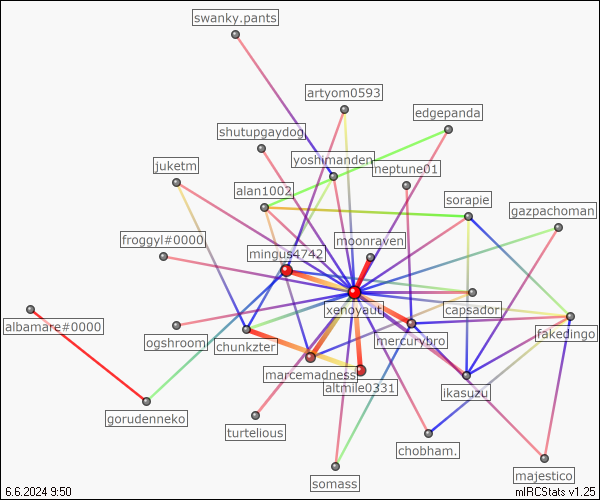 swanky.pants
artyom0593
edgepanda
shutupgaydog
yoshimanden
juketm
neptune01
alan1002
sorapie
gazpachoman
froggyl#0000
moonraven
mingus4742
xenoyaut
capsador
albamare#0000
ogshroom
chunkzter
mercurybro
fakedingo
marcemadness
altmile0331
ikasuzu
gorudenneko
turtelious
chobham.
somass
majestico
6.6.2024 9:50
mIRCStats v1.25